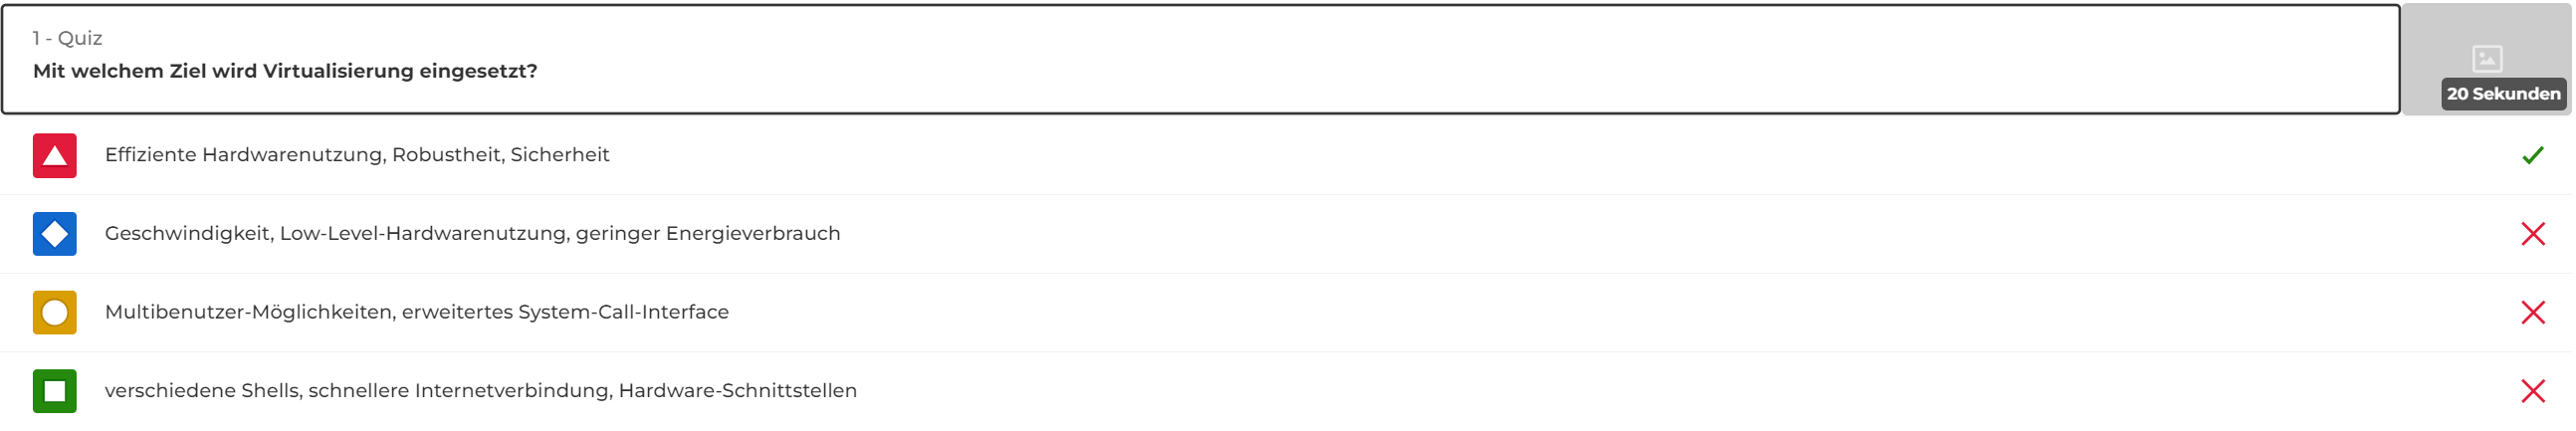 1 - Quiz
Mit welchem Ziel wird Virtualisierung eingesetzt?
20 Sekunden
Effiziente Hardwarenutzung, Robustheit, Sicherheit
Geschwindigkeit, Low-Level-Hardwarenutzung, geringer Energieverbrauch
Multibenutzer-Möglichkeiten, erweitertes System-Call-Interface
verschiedene Shells, schnellere Internetverbindung, Hardware-Schnittstellen